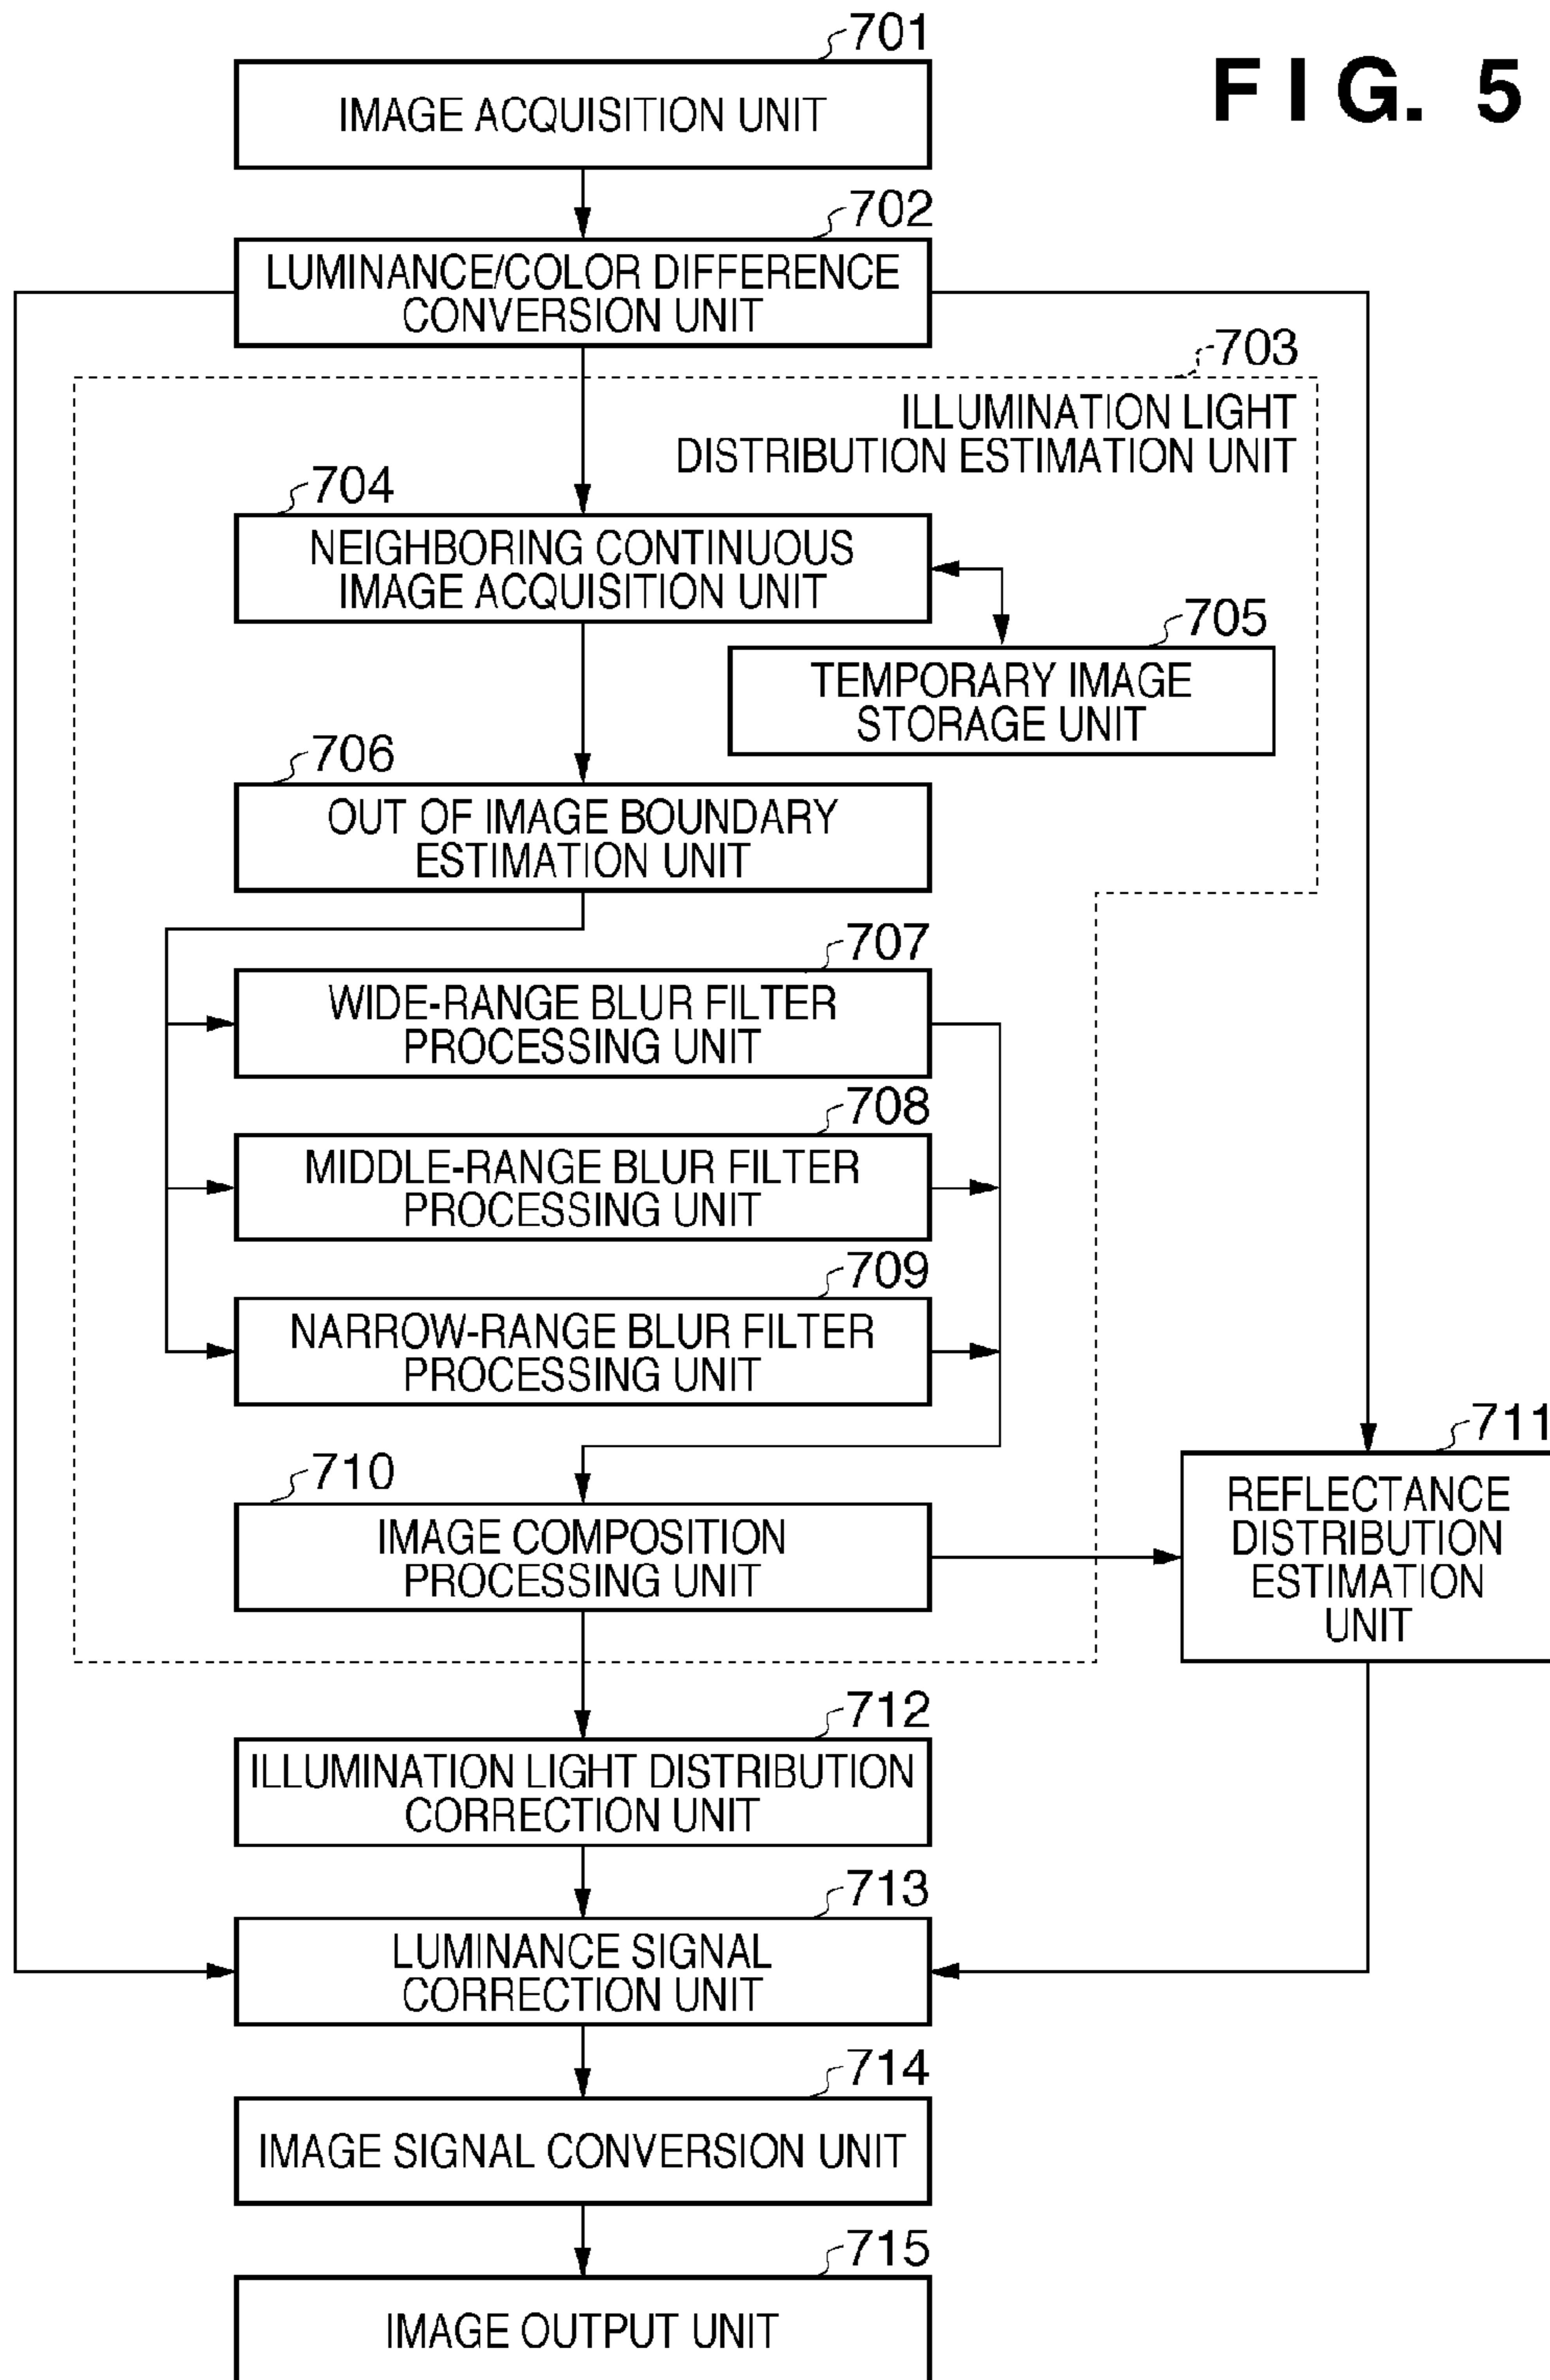 701
FIG. 5
IMAGE ACQUISITION UNIT
702
LUMINANCE/COLOR DIFFERENCE
CONVERSION UNIT
703
ILLUMINATION LIGHT
DISTRIBUTION ESTIMATION UNIT
704
NEIGHBORING CONTINUOUS
IMAGE ACQUISITION UNIT
705
TEMPORARY IMAGE
STORAGE UNIT
706
OUT OF IMAGE BOUNDARY
ESTIMATION UNIT
707
WIDE-RANGE BLUR FILTER
PROCESSING UNIT
708
MIDDLE-RANGE BLUR FILTER
PROCESSING UNIT
709
NARROW-RANGE BLUR FILTER
PROCESSING UNIT
710
IMAGE COMPOSITION
PROCESSING UNIT
711
REFLECTANCE
DISTRIBUTION
ESTIMATION
UNIT
712
ILLUMINATION LIGHT DISTRIBUTION
CORRECTION UNIT
713
LUMINANCE SIGNAL
CORRECTION UNIT
714
IMAGE SIGNAL CONVERSION UNIT
715
IMAGE OUTPUT UNIT